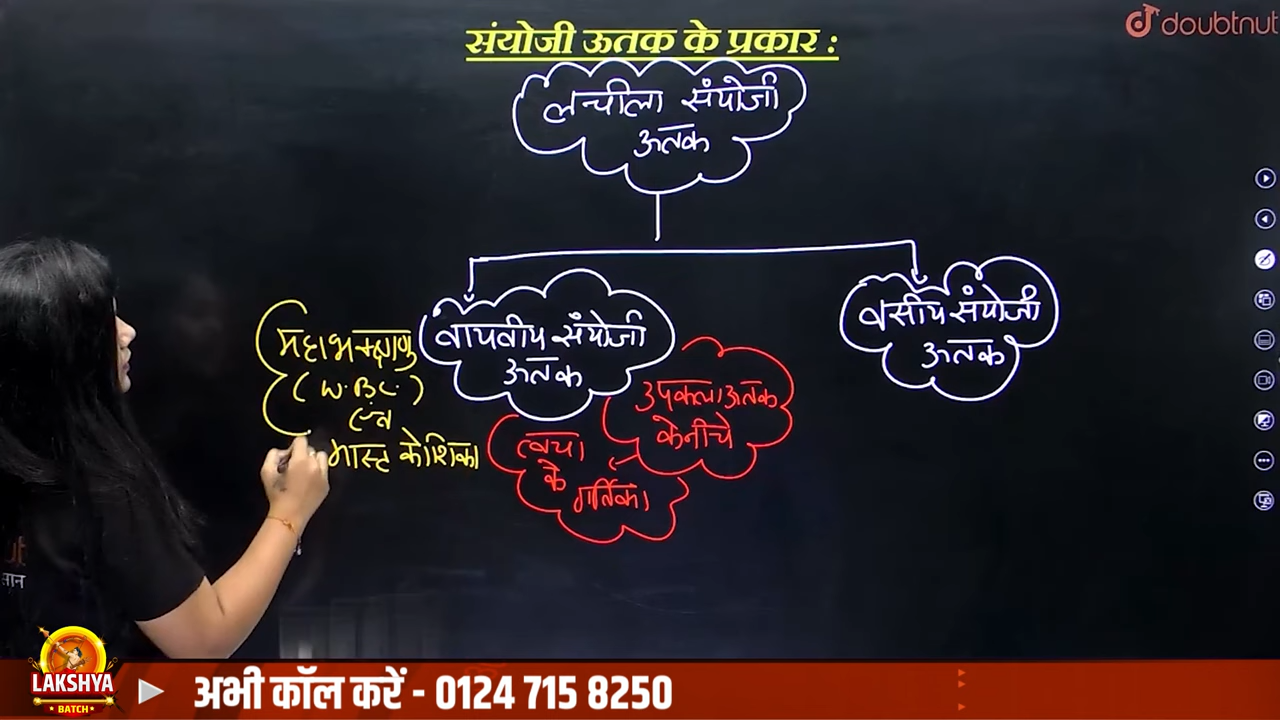 doubtnut
संयोजी ऊतक के प्रकार :
लचीला संयोजी
ऊतक
वायवीय संयोजी
ऊतक
वसीय संयोजी
ऊतक
महाभक्षाणु
(W.B.C.)
एवं
मास्ट कोशिका
उपकला ऊतक
के नीचे
त्वचा
के
गर्तिका
LAKSHYA
BATCH
अभी कॉल करें - 0124 715 8250